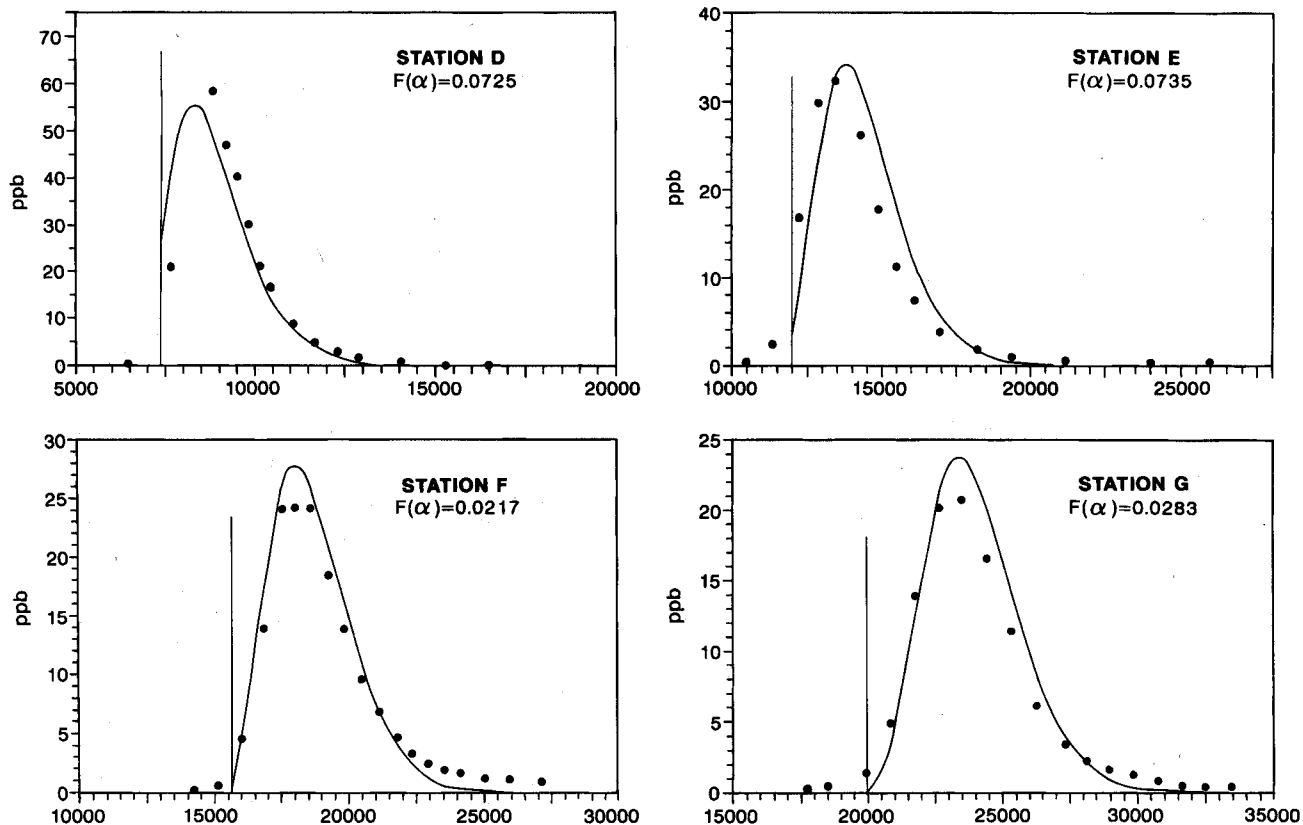 70
60
50
40
30
20
10
0
ppb
STATION D
F(α)=0.0725
5000 10000 15000 20000
40
30
20
10
0
ppb
STATION E
F(α)=0.0735
10000 15000 20000 25000
30
25
20
15
10
5
0
ppb
STATION F
F(α)=0.0217
10000 15000 20000 25000 30000
25
20
15
10
5
0
ppb
STATION G
F(α)=0.0283
15000 20000 25000 30000 35000